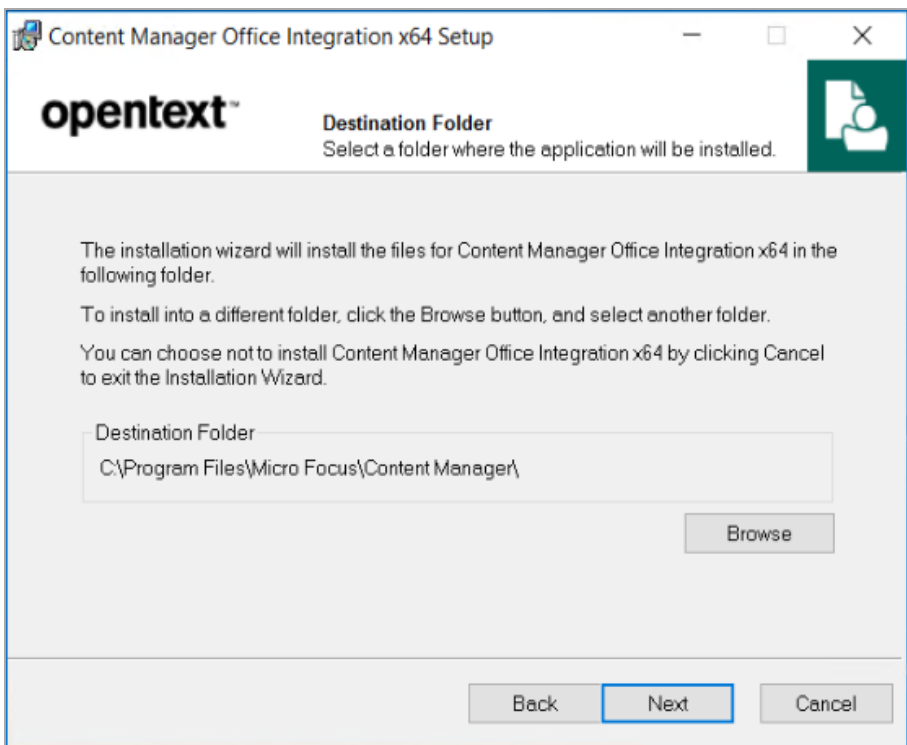 Content Manager Office Integration x64 Setup
opentext™
Destination Folder
Select a folder where the application will be installed.
The installation wizard will install the files for Content Manager Office Integration x64 in the
following folder.
To install into a different folder, click the Browse button, and select another folder.
You can choose not to install Content Manager Office Integration x64 by clicking Cancel
to exit the Installation Wizard.
Destination Folder
C:\Program Files\Micro Focus\Content Manager\
Browse
Back
Next
Cancel